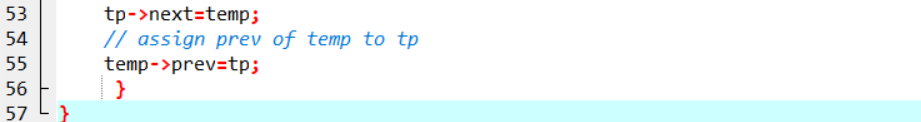 53 tp->next=temp;
54 // assign prev of temp to tp
55 temp->prev=tp;
56 }
57 }